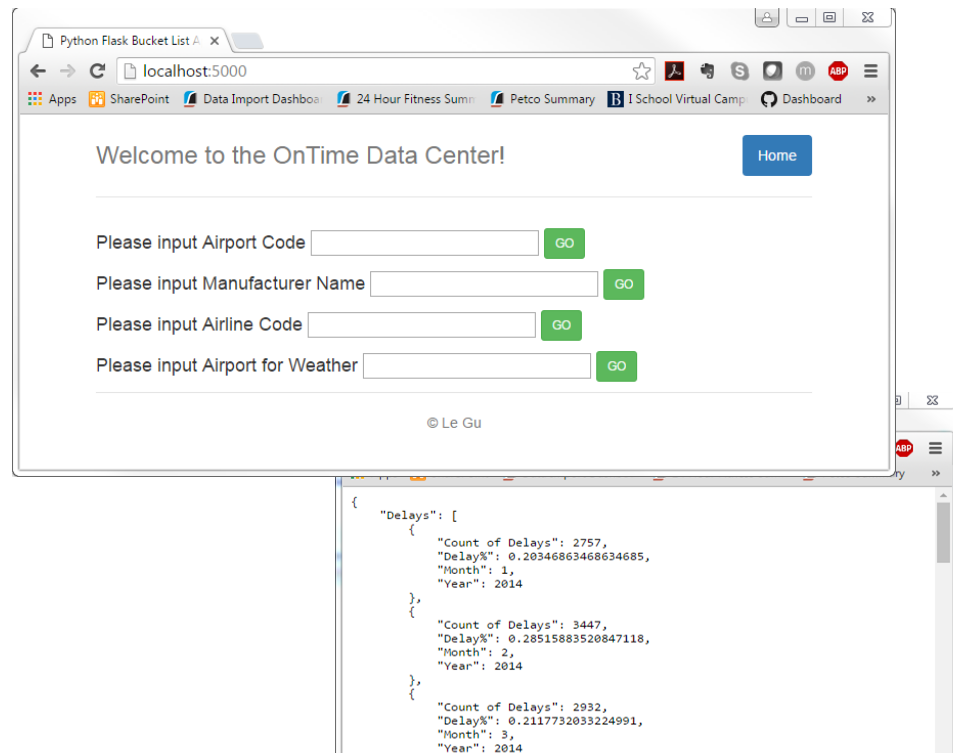 Python Flask Bucket List A
localhost:5000
ABP
Apps SharePoint Data Import Dashboa 24 Hour Fitness Summ Petco Summary I School Virtual Camp Dashboard »
Welcome to the OnTime Data Center!
Home
Please input Airport Code GO
Please input Manufacturer Name GO
Please input Airline Code GO
Please input Airport for Weather GO
© Le Gu
ABP
»
{
"Delays": [
{
"Count of Delays": 2757,
"Delay%": 0.20346863468634685,
"Month": 1,
"Year": 2014
},
{
"Count of Delays": 3447,
"Delay%": 0.28515883520847118,
"Month": 2,
"Year": 2014
},
{
"Count of Delays": 2932,
"Delay%": 0.2117732033224991,
"Month": 3,
"Year": 2014